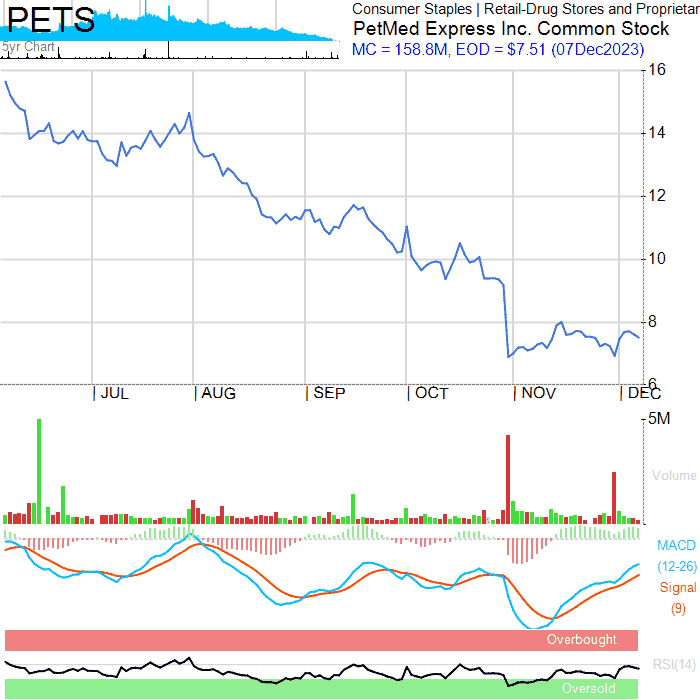 PETS
5yr Chart
Consumer Staples | Retail-Drug Stores and Proprietar
PetMed Express Inc. Common Stock
MC = 158.8M, EOD = $7.51 (07Dec2023)
16
14
12
10
8
6
| JUL | AUG | SEP | OCT | NOV | DEC
5M
Volume
MACD
(12-26)
Signal
(9)
Overbought
RSI(14)
Oversold